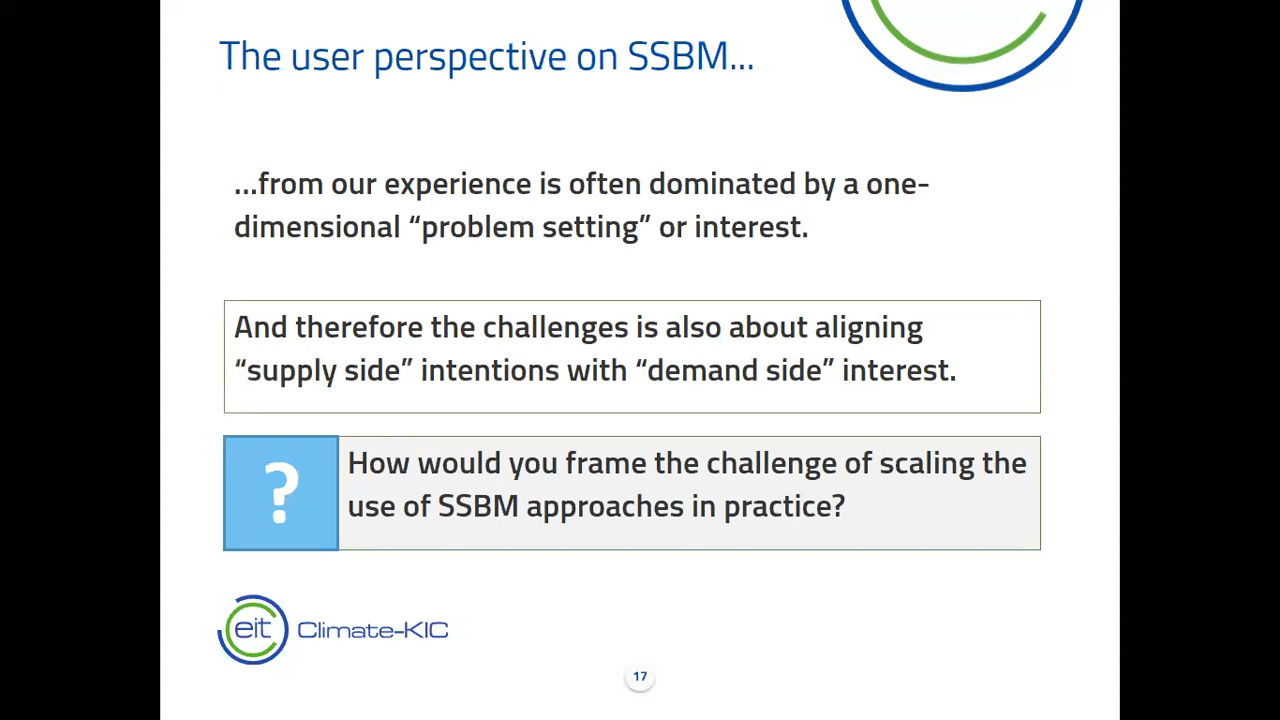 The user perspective on SSBM...
...from our experience is often dominated by a one-
dimensional “problem setting” or interest.
And therefore the challenges is also about aligning
“supply side” intentions with “demand side” interest.
?
How would you frame the challenge of scaling the
use of SSBM approaches in practice?
eit Climate-KIC
17